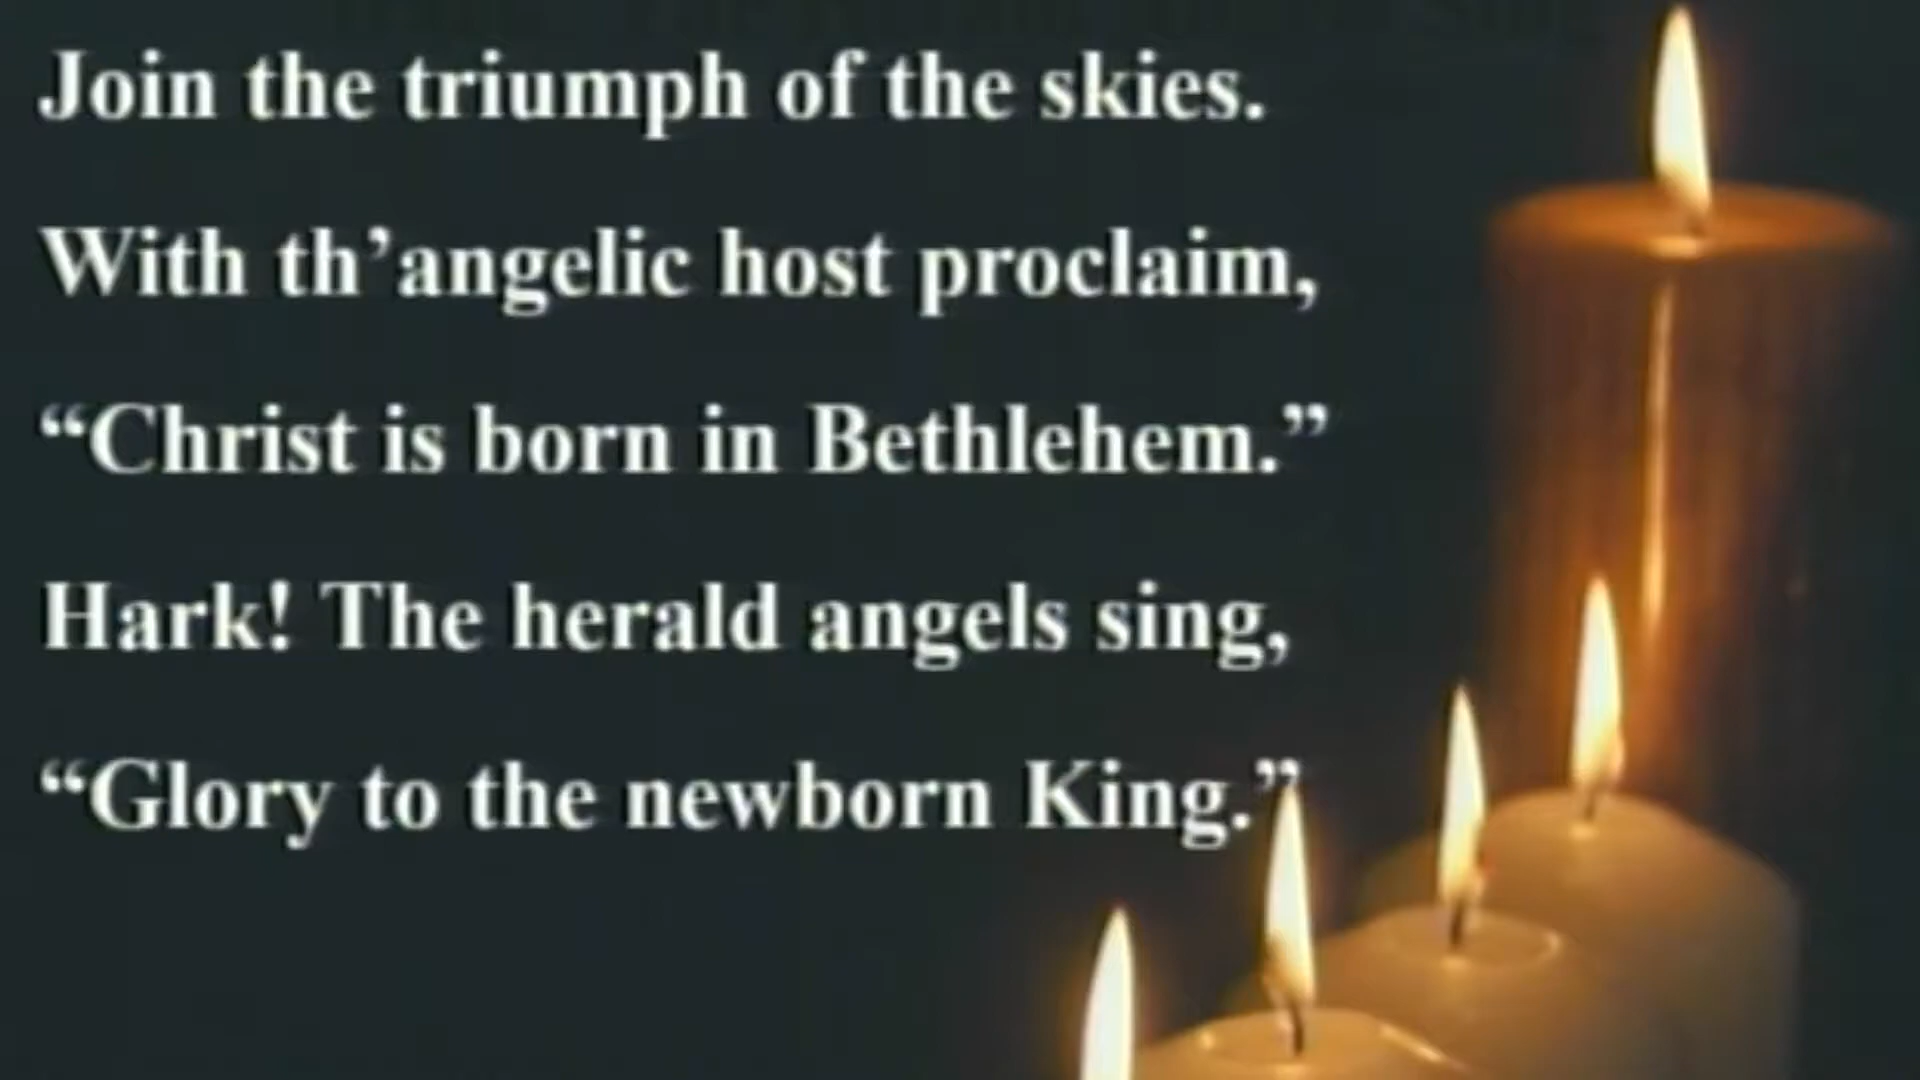 Join the triumph of the skies.
With th’angelic host proclaim,
“Christ is born in Bethlehem.”
Hark! The herald angels sing,
“Glory to the newborn King.”